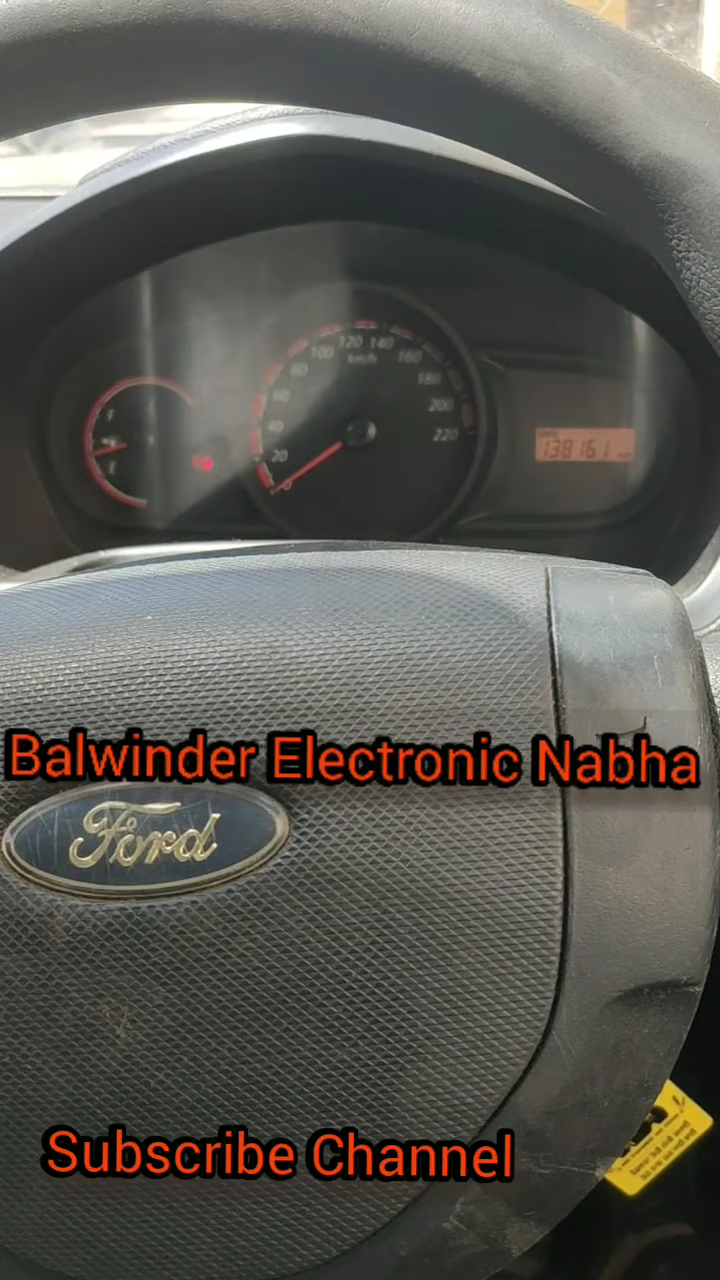 120 140
100 km/h 160
80 180
60 200
40 220
20
0
F
E
138161
Balwinder Electronic Nabha
Ford
Subscribe Channel